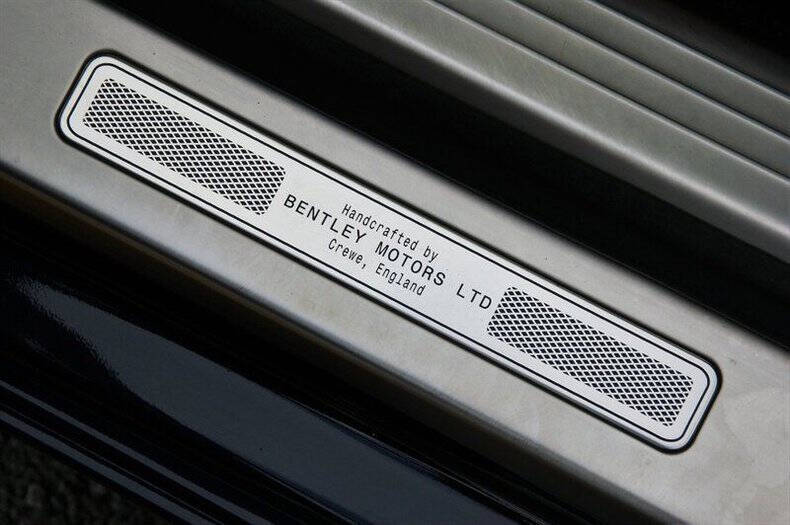 Handcrafted by
BENTLEY MOTORS LTD
Crewe, England